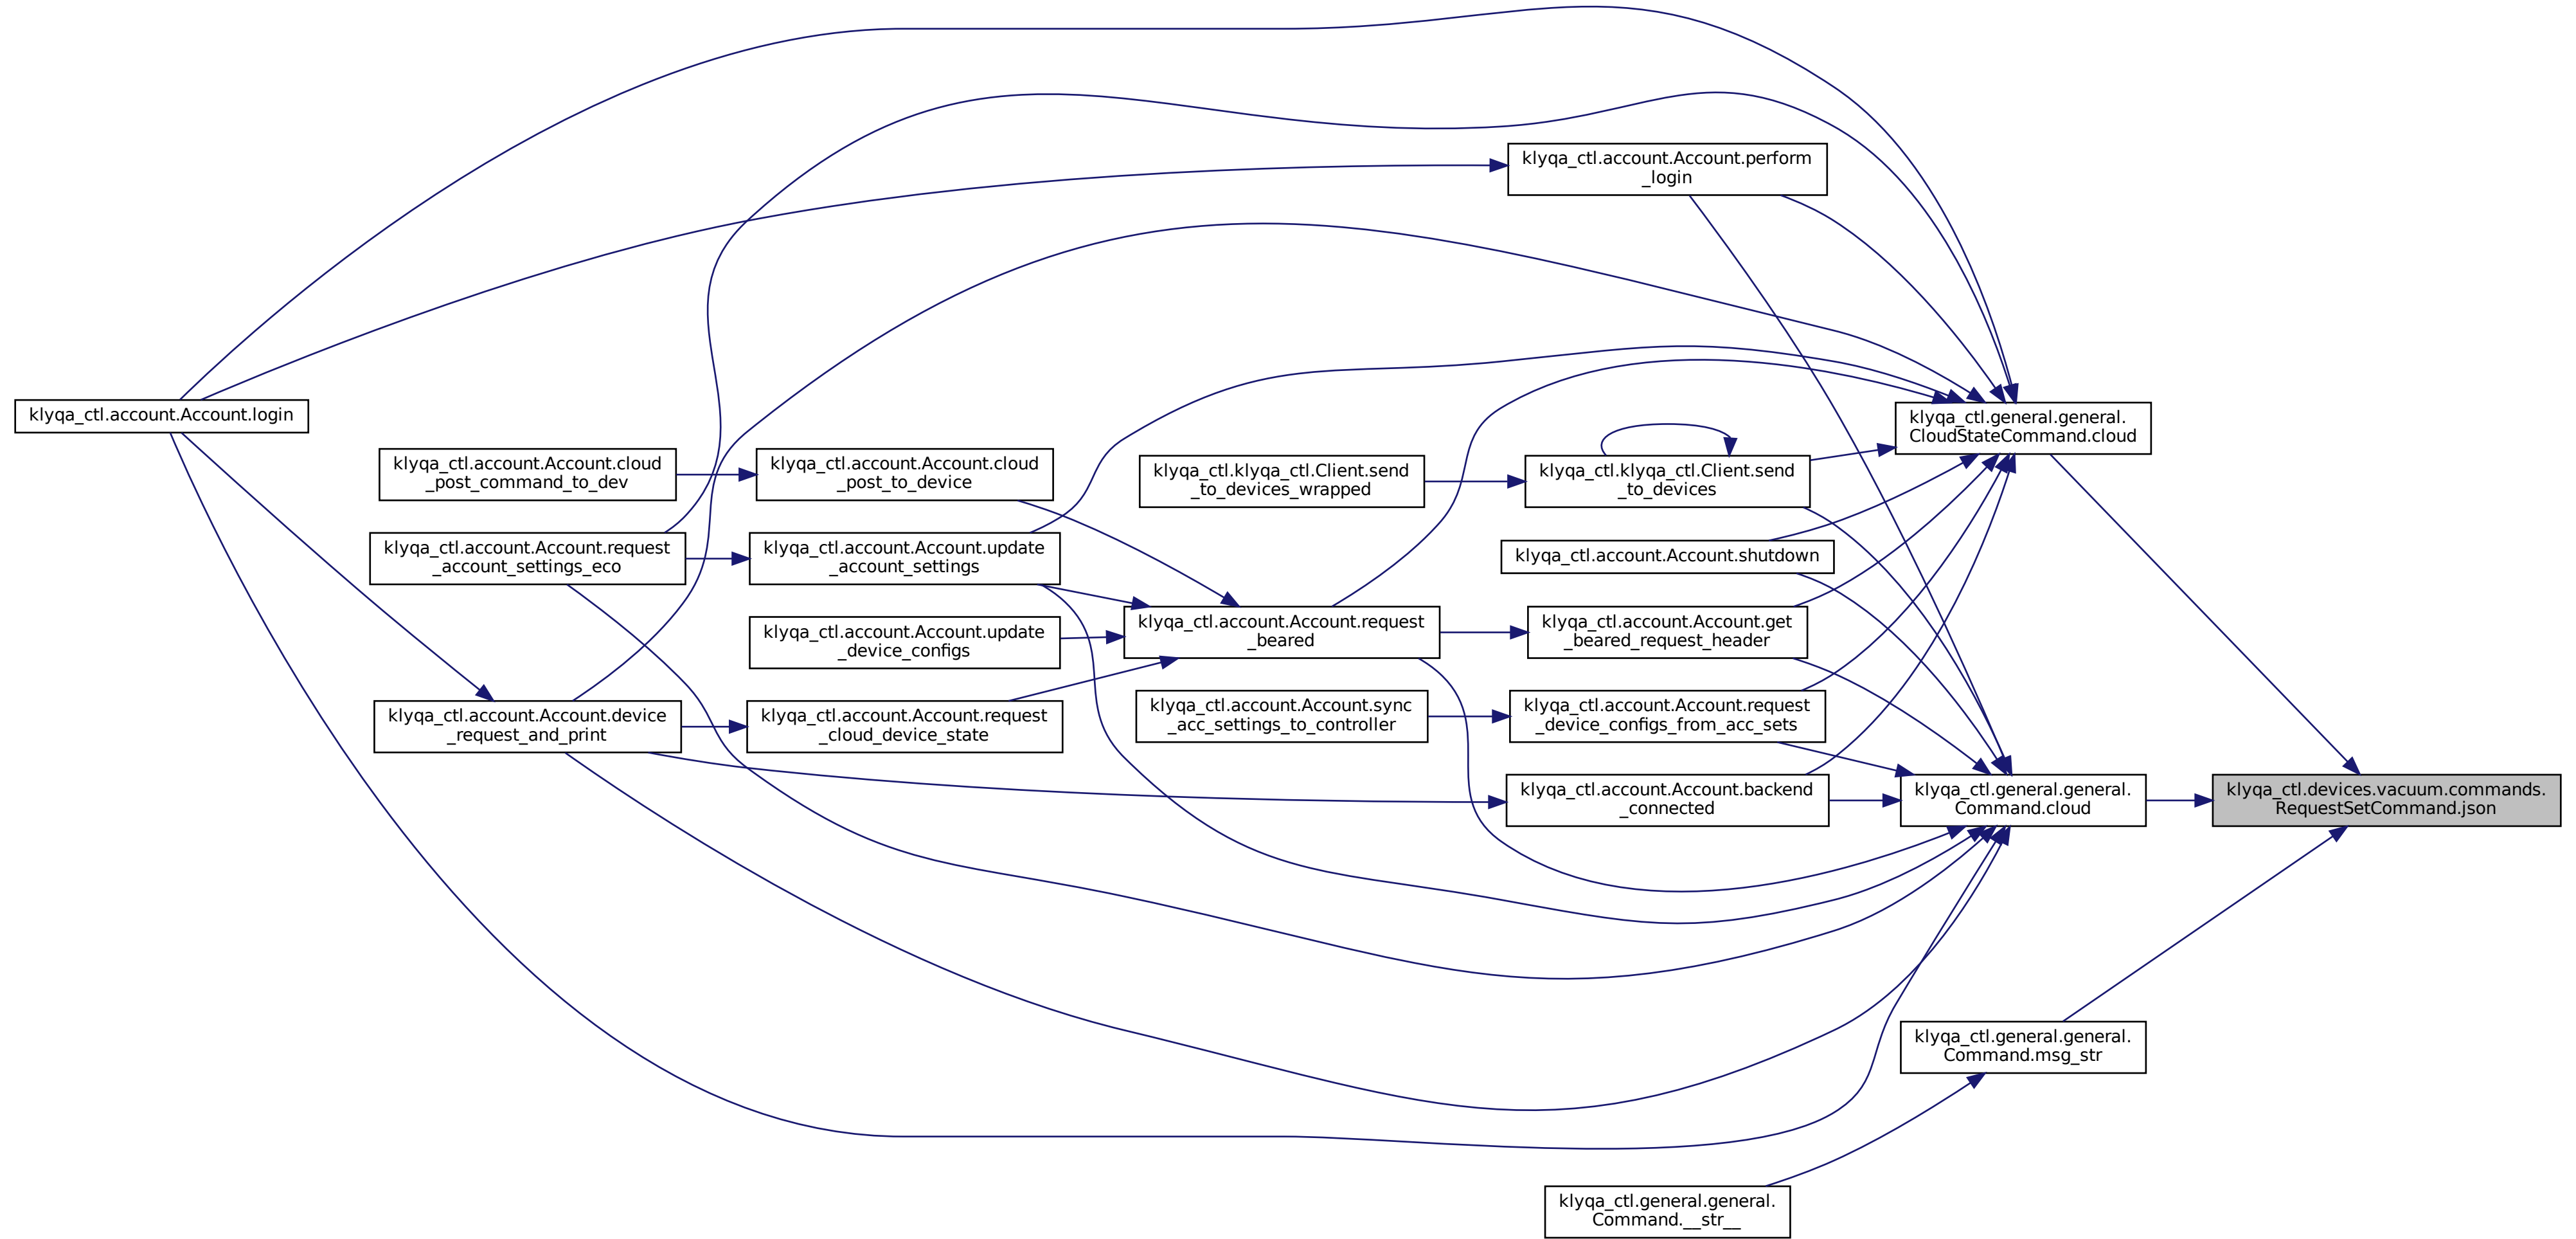 klyqa_ctl.account.Account.perform
_login
klyqa_ctl.account.Account.login
klyqa_ctl.general.general.
CloudStateCommand.cloud
klyqa_ctl.account.Account.cloud
_post_command_to_dev
klyqa_ctl.account.Account.cloud
_post_to_device
klyqa_ctl.klyqa_ctl.Client.send
_to_devices_wrapped
klyqa_ctl.klyqa_ctl.Client.send
_to_devices
klyqa_ctl.account.Account.request
_account_settings_eco
klyqa_ctl.account.Account.update
_account_settings
klyqa_ctl.account.Account.shutdown
klyqa_ctl.account.Account.update
_device_configs
klyqa_ctl.account.Account.request
_beared
klyqa_ctl.account.Account.get
_beared_request_header
klyqa_ctl.account.Account.device
_request_and_print
klyqa_ctl.account.Account.request
_cloud_device_state
klyqa_ctl.account.Account.sync
_acc_settings_to_controller
klyqa_ctl.account.Account.request
_device_configs_from_acc_sets
klyqa_ctl.account.Account.backend
_connected
klyqa_ctl.general.general.
Command.cloud
klyqa_ctl.devices.vacuum.commands.
RequestSetCommand.json
klyqa_ctl.general.general.
Command.msg_str
klyqa_ctl.general.general.
Command.__str__